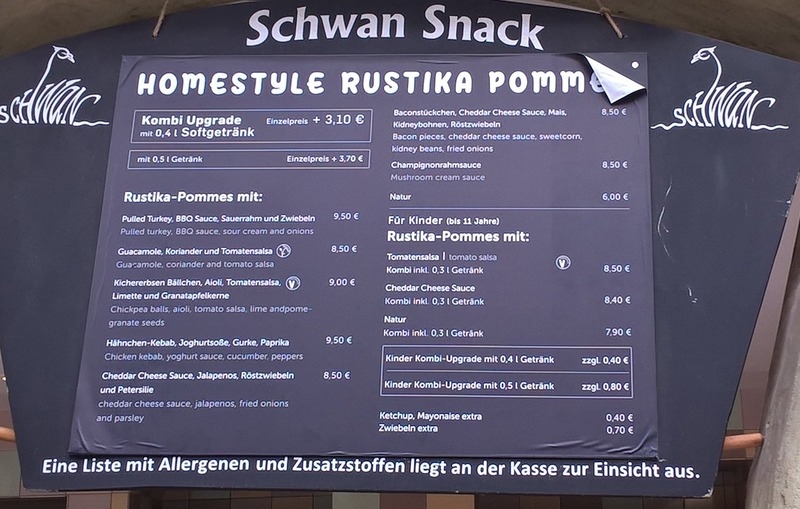 Schwan Snack
SCHWAN
SCHWAN
HOMESTYLE RUSTIKA POMME
Kombi Upgrade Einzelpreis + 3,10 €
mit 0,4 l Softgetränk
mit 0,5 l Getränk Einzelpreis + 3,70 €
Rustika-Pommes mit:
Pulled Turkey, BBQ Sauce, Sauerrahm und Zwiebeln 9,50 €
Pulled turkey, BBQ sauce, sour cream and onions
Guacamole, Koriander und Tomatensalsa 8,50 €
Guacamole, coriander and tomato salsa
Kichererbsen Bällchen, Aioli, Tomatensalsa, 9,00 €
Limette und Granatapfelkerne
Chickpea balls, aioli, tomato salsa, lime andpome-
granate seeds
Hähnchen-Kebab, Joghurtsoße, Gurke, Paprika 9,50 €
Chicken kebab, yoghurt sauce, cucumber, peppers
Cheddar Cheese Sauce, Jalapenos, Röstzwiebeln 8,50 €
und Petersilie
cheddar cheese sauce, jalapenos, fried onions
and parsley
Baconstückchen, Cheddar Cheese Sauce, Mais, 8,50 €
Kidneybohnen, Röstzwiebeln
Bacon pieces, cheddar cheese sauce, sweetcorn,
kidney beans, fried onions
Champignonrahmsauce 8,50 €
Mushroom cream sauce
Natur 6,00 €
Für Kinder (bis 11 Jahre)
Rustika-Pommes mit:
Tomatensalsa | tomato salsa
Kombi inkl. 0,3 l Getränk 8,50 €
Cheddar Cheese Sauce
Kombi inkl. 0,3 l Getränk 8,40 €
Natur
Kombi inkl. 0,3 l Getränk 7,90 €
Kinder Kombi-Upgrade mit 0,4 l Getränk zzgl. 0,40 €
Kinder Kombi-Upgrade mit 0,5 l Getränk zzgl. 0,80 €
Ketchup, Mayonaise extra 0,40 €
Zwiebeln extra 0,70 €
Eine Liste mit Allergenen und Zusatzstoffen liegt an der Kasse zur Einsicht aus.